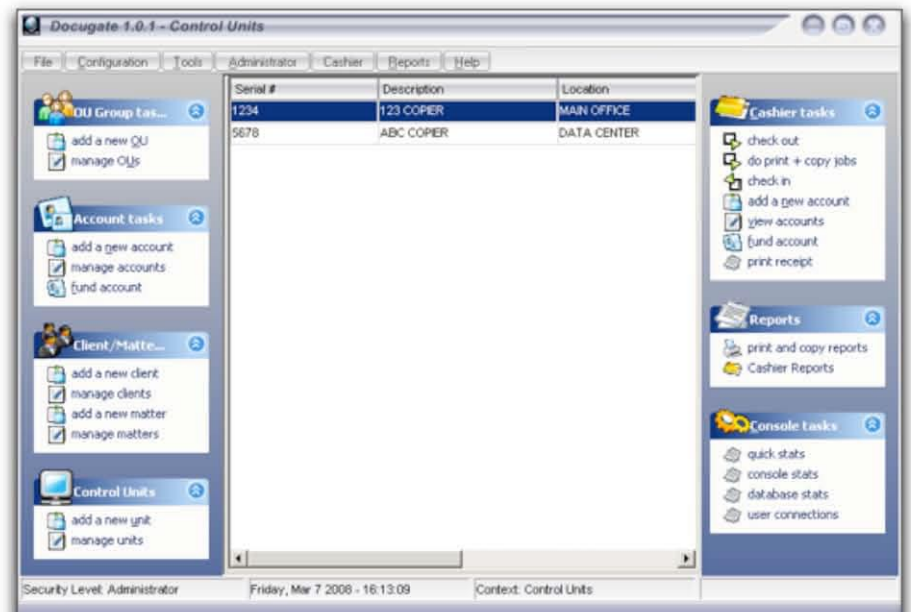 Docugate 1.0.1 - Control Units
File Configuration Tools Administrator Cashier Reports Help
OU Group tas...
add a new OU
manage OUs
Account tasks
add a new account
manage accounts
fund account
Client/Matte...
add a new client
manage clients
add a new matter
manage matters
Control Units
add a new unit
manage units
Serial # Description Location
1234 123 COPIER MAIN OFFICE
5678 ABC COPIER DATA CENTER
Cashier tasks
check out
do print + copy jobs
check in
add a new account
view accounts
fund account
print receipt
Reports
print and copy reports
Cashier Reports
Console tasks
quick stats
console stats
database stats
user connections
Security Level: Administrator Friday, Mar 7 2008 - 16:13:09 Context: Control Units